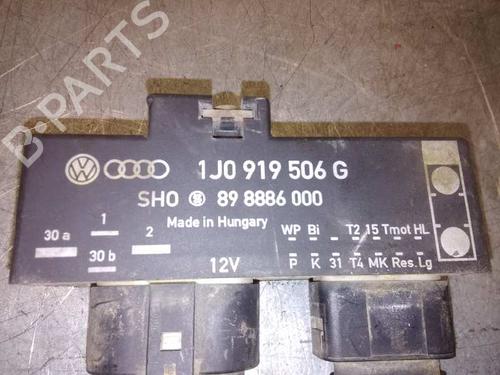 B-PARTS
1J0 919 506 G
SHO 89 8886 000
Made in Hungary
1
30 a
2
30 b
12V
WP Bi T2 15 Tmot HL
P K 31 T4 MK Res. Lg